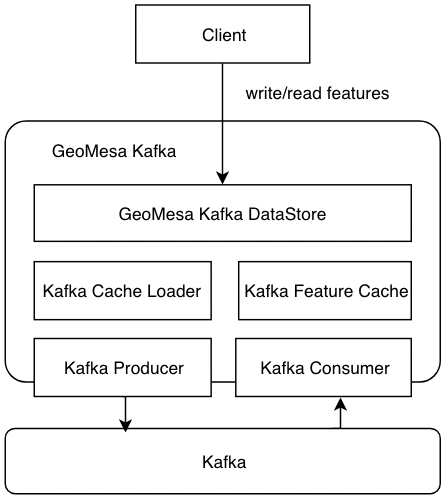 Client
write/read features
GeoMesa Kafka
GeoMesa Kafka DataStore
Kafka Cache Loader
Kafka Feature Cache
Kafka Producer
Kafka Consumer
Kafka